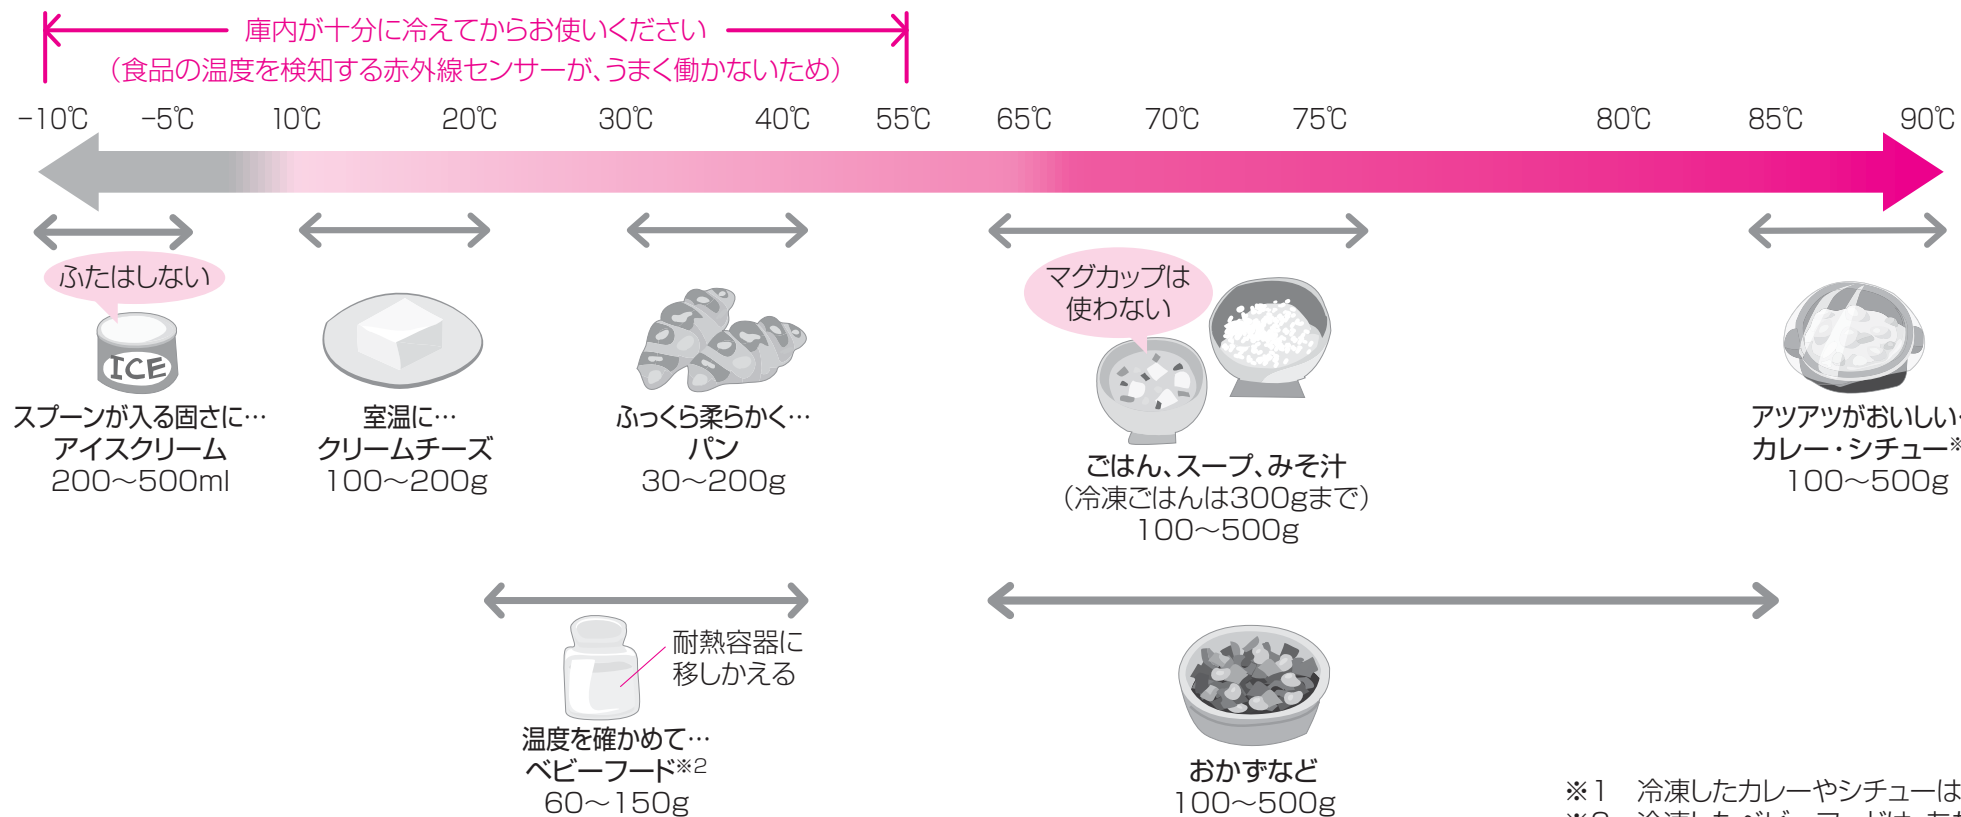 庫内が十分に冷えてからお使いください
（食品の温度を検知する赤外線センサーが、うまく働かないため）
−10℃ −5℃ 10℃ 20℃ 30℃ 40℃ 55℃ 65℃ 70℃ 75℃ 80℃ 85℃ 90℃
ふたはしない
ICE
スプーンが入る固さに…
アイスクリーム
200〜500ml
室温に…
クリームチーズ
100〜200g
ふっくら柔らかく…
パン
30〜200g
マグカップは
使わない
ごはん、スープ、みそ汁
（冷凍ごはんは300gまで）
100〜500g
アツアツがおいしい
カレー・シチュー※
100〜500g
耐熱容器に
移しかえる
温度を確かめて…
ベビーフード※2
60〜150g
おかずなど
100〜500g
※1 冷凍したカレーやシチューは